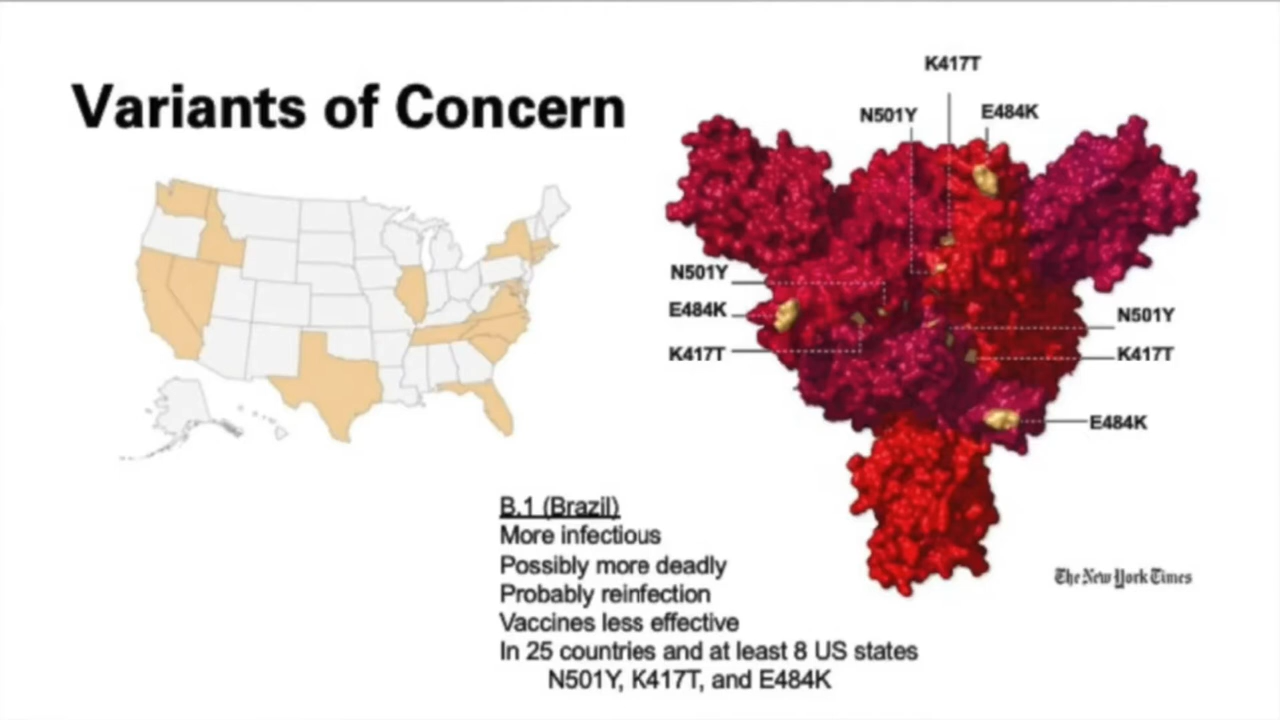 Variants of Concern
K417T
N501Y
E484K
N501Y
E484K
K417T
N501Y
K417T
E484K
B.1 (Brazil)
More infectious
Possibly more deadly
Probably reinfection
Vaccines less effective
In 25 countries and at least 8 US states
N501Y, K417T, and E484K
The New York Times